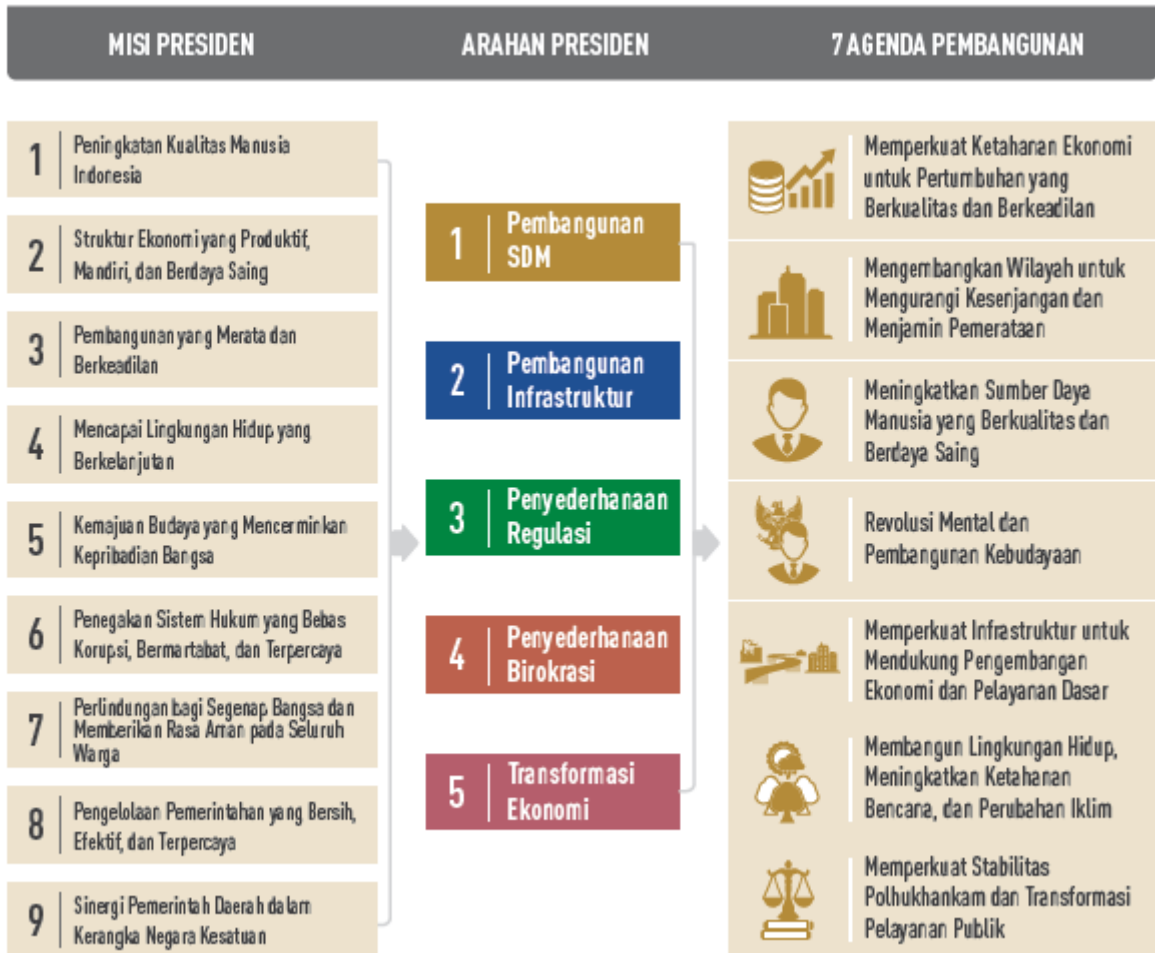 MISI PRESIDEN
ARAHAN PRESIDEN
7 AGENDA PEMBANGUNAN
1
Peningkatan Kualitas Manusia
Indonesia
2
Struktur Ekonomi yang Produktif,
Mandiri, dan Berdaya Saing
3
Pembangunan yang Merata dan
Berkeadilan
4
Mencapai Lingkungan Hidup yang
Berkelanjutan
5
Kemajuan Budaya yang Mencerminkan
Kepribadian Bangsa
6
Penegakan Sistem Hukum yang Bebas
Korupsi, Bermartabat, dan Terpercaya
7
Perlindungan bagi Segenap Bangsa dan
Memberikan Rasa Aman pada Seluruh
Warga
8
Pengelolaan Pemerintahan yang Bersih,
Efektif, dan Terpercaya
9
Sinergi Pemerintah Daerah dalam
Kerangka Negara Kesatuan
1
Pembangunan
SDM
2
Pembangunan
Infrastruktur
3
Penyederhanaan
Regulasi
4
Penyederhanaan
Birokrasi
5
Transformasi
Ekonomi
Memperkuat Ketahanan Ekonomi
untuk Pertumbuhan yang
Berkualitas dan Berkeadilan
Mengembangkan Wilayah untuk
Mengurangi Kesenjangan dan
Menjamin Pemerataan
Meningkatkan Sumber Daya
Manusia yang Berkualitas dan
Berdaya Saing
Revolusi Mental dan
Pembangunan Kebudayaan
Memperkuat Infrastruktur untuk
Mendukung Pengembangan
Ekonomi dan Pelayanan Dasar
Membangun Lingkungan Hidup,
Meningkatkan Ketahanan
Bencana, dan Perubahan Iklim
Memperkuat Stabilitas
Polhukhankam dan Transformasi
Pelayanan Publik